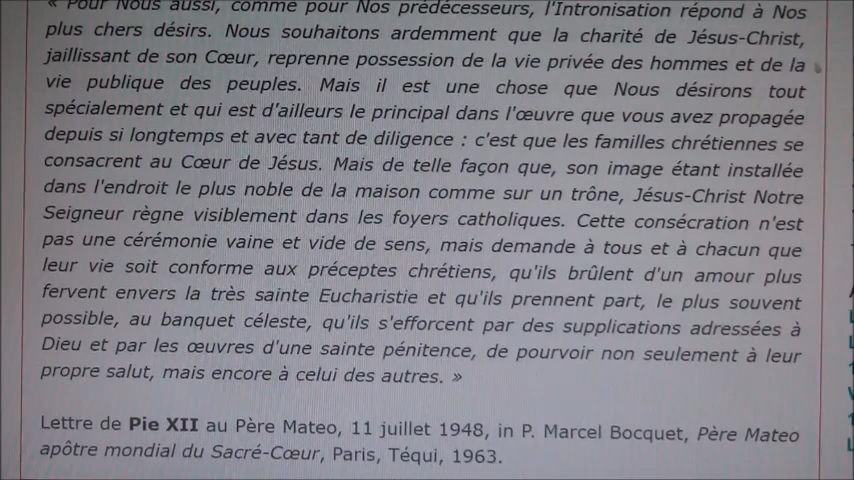 « Pour Nous aussi, comme pour Nos prédécesseurs, l'Intronisation répond à Nos
plus chers désirs. Nous souhaitons ardemment que la charité de Jésus-Christ,
jaillissant de son Cœur, reprenne possession de la vie privée des hommes et de la
vie publique des peuples. Mais il est une chose que Nous désirons tout
spécialement et qui est d'ailleurs le principal dans l'œuvre que vous avez propagée
depuis si longtemps et avec tant de diligence : c'est que les familles chrétiennes se
consacrent au Cœur de Jésus. Mais de telle façon que, son image étant installée
dans l'endroit le plus noble de la maison comme sur un trône, Jésus-Christ Notre
Seigneur règne visiblement dans les foyers catholiques. Cette consécration n'est
pas une cérémonie vaine et vide de sens, mais demande à tous et à chacun que
leur vie soit conforme aux préceptes chrétiens, qu'ils brûlent d'un amour plus
fervent envers la très sainte Eucharistie et qu'ils prennent part, le plus souvent
possible, au banquet céleste, qu'ils s'efforcent par des supplications adressées à
Dieu et par les œuvres d'une sainte pénitence, de pourvoir non seulement à leur
propre salut, mais encore à celui des autres. »
Lettre de Pie XII au Père Mateo, 11 juillet 1948, in P. Marcel Bocquet, Père Mateo
apôtre mondial du Sacré-Cœur, Paris, Téqui, 1963.